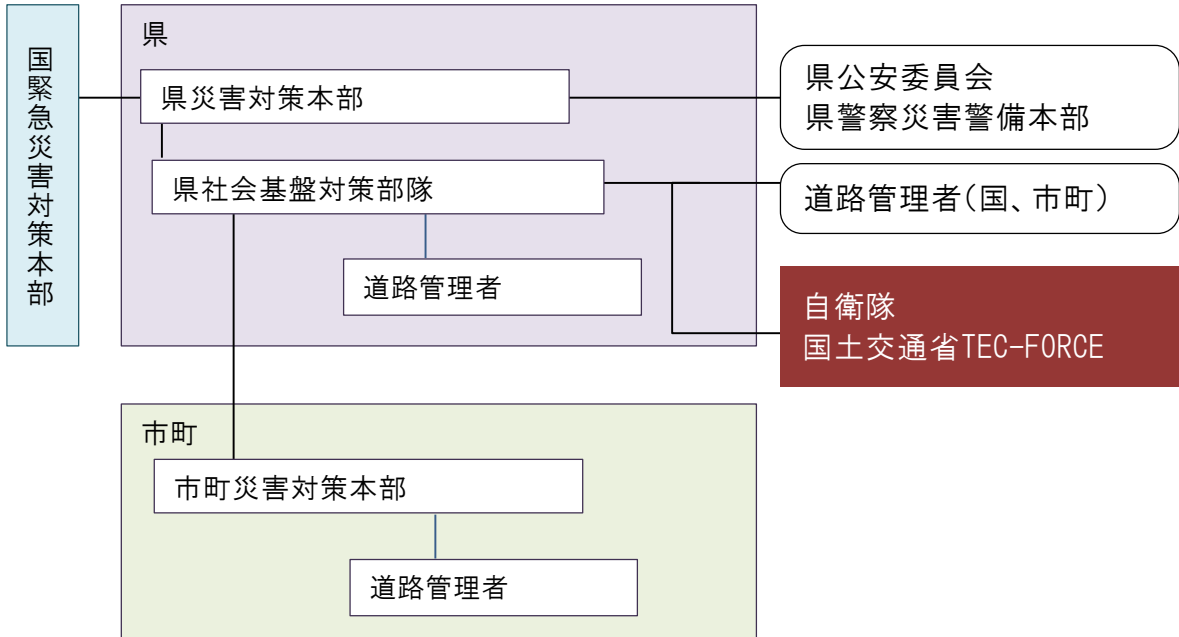 国緊急災害対策本部
県
県災害対策本部
県公安委員会
県警察災害警備本部
県社会基盤対策部隊
道路管理者(国、市町)
道路管理者
自衛隊
国土交通省TEC-FORCE
市町
市町災害対策本部
道路管理者